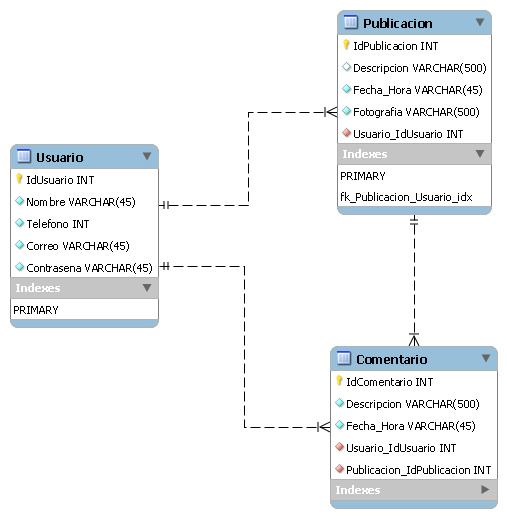 Publicacion
IdPublicacion INT
Descripcion VARCHAR(500)
Fecha_Hora VARCHAR(45)
Fotografia VARCHAR(500)
Usuario_IdUsuario INT
Indexes
PRIMARY
fk_Publicacion_Usuario_idx
Usuario
IdUsuario INT
Nombre VARCHAR(45)
Telefono INT
Correo VARCHAR(45)
Contrasena VARCHAR(45)
Indexes
PRIMARY
Comentario
IdComentario INT
Descripcion VARCHAR(500)
Fecha_Hora VARCHAR(45)
Usuario_IdUsuario INT
Publicacion_IdPublicacion INT
Indexes